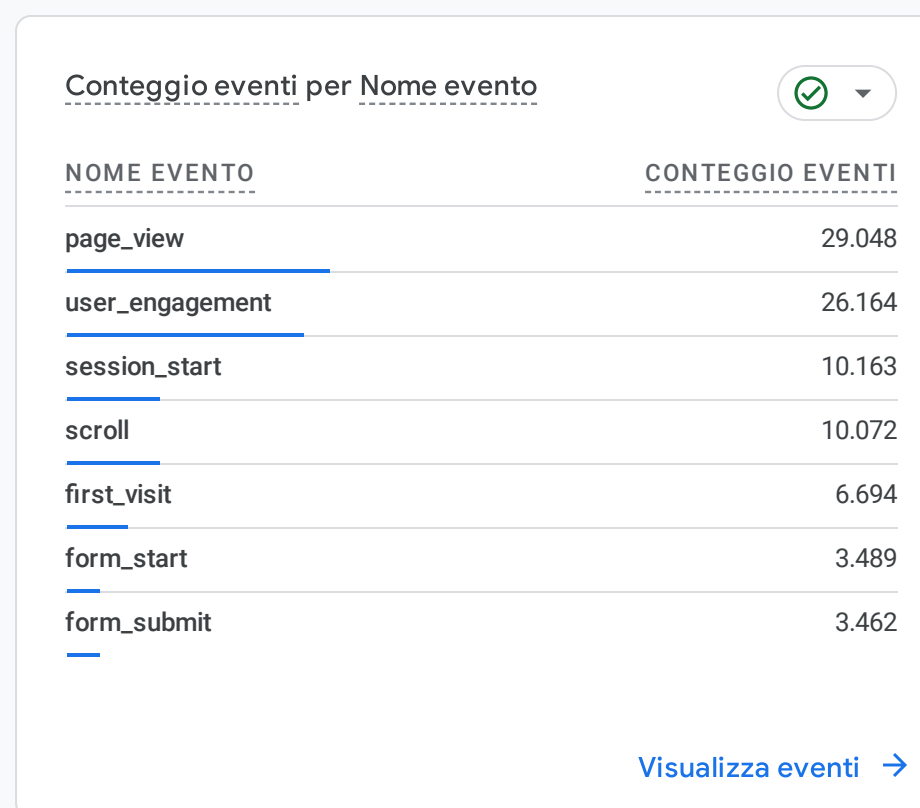 Conteggio eventi per Nome evento
NOME EVENTO CONTEGGIO EVENTI
page_view 29.048
user_engagement 26.164
session_start 10.163
scroll 10.072
first_visit 6.694
form_start 3.489
form_submit 3.462
Visualizza eventi